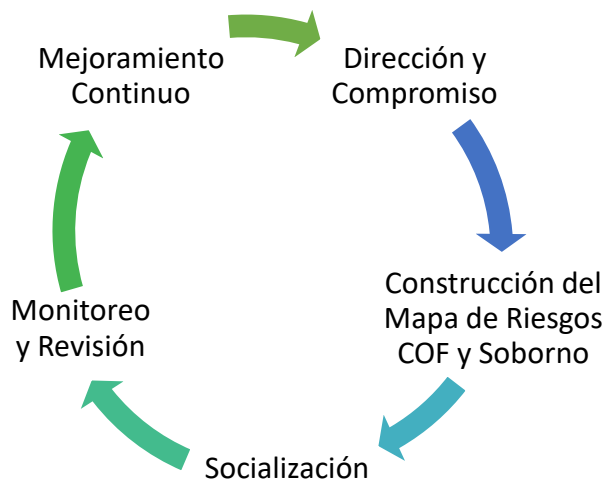 Mejoramiento
Continuo
Dirección y
Compromiso
Construcción del
Mapa de Riesgos
COF y Soborno
Socialización
Monitoreo
y Revisión